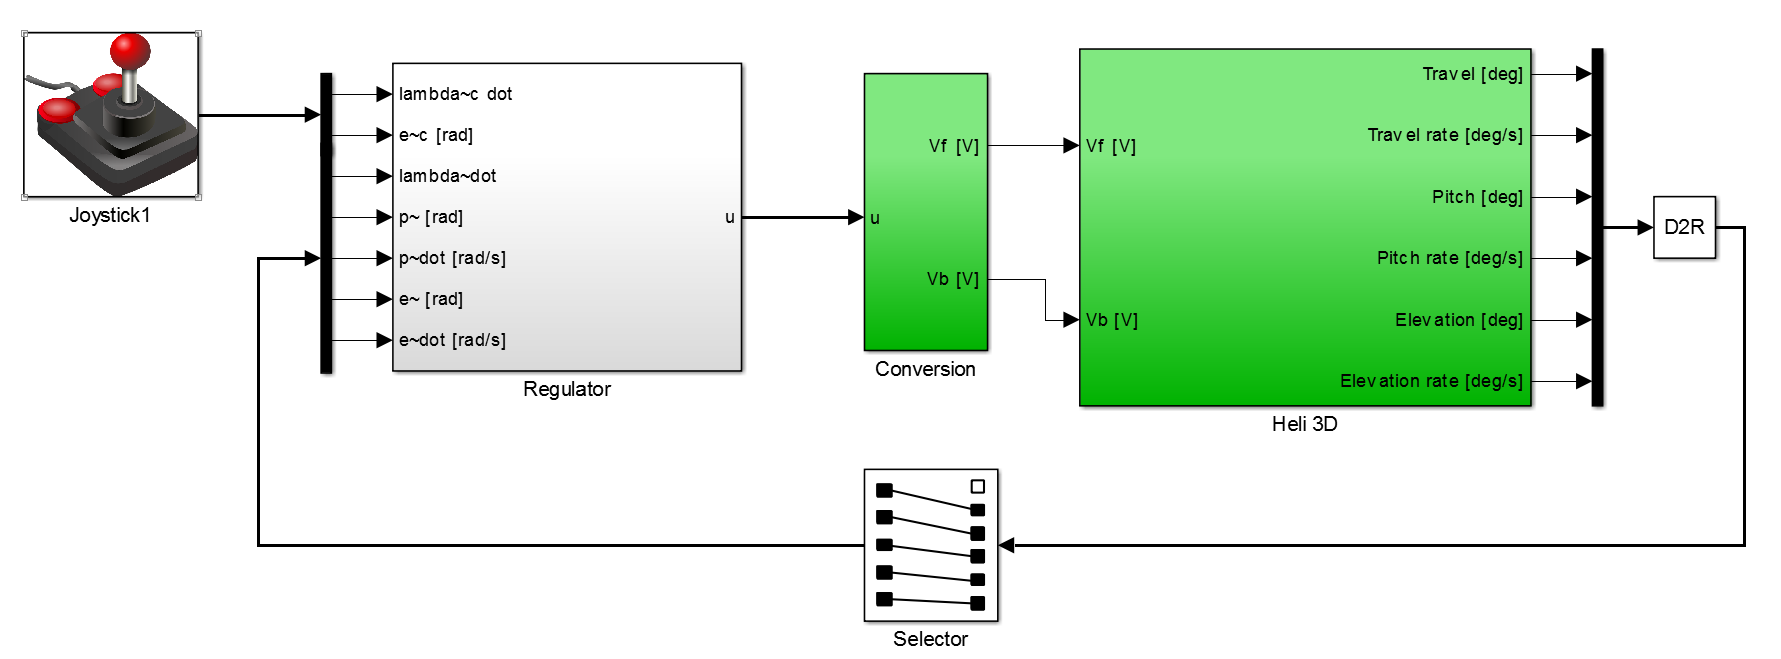 Joystick1
lambda~c dot
e~c [rad]
lambda~dot
p~ [rad]
p~dot [rad/s]
e~ [rad]
e~dot [rad/s]
u
Regulator
u
Vf [V]
Vb [V]
Conversion
Vf [V]
Vb [V]
Travel [deg]
Travel rate [deg/s]
Pitch [deg]
Pitch rate [deg/s]
Elevation [deg]
Elevation rate [deg/s]
Heli 3D
D2R
Selector